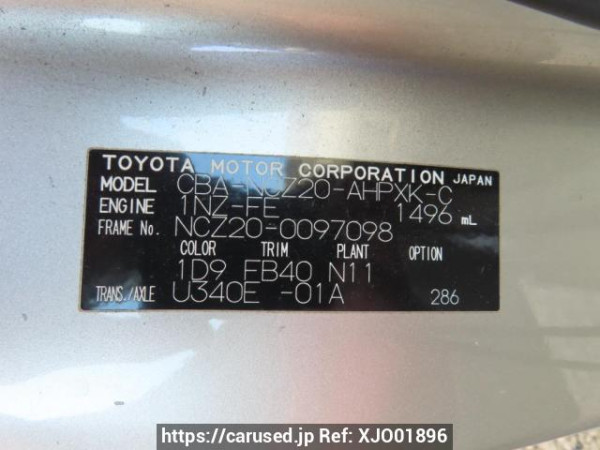 TOYOTA MOTOR CORPORATION JAPAN
MODEL CBA-NCZ20-AHPXK-C
ENGINE 1NZ-FE 1496 mL
FRAME No. NCZ20-0097098
COLOR TRIM PLANT OPTION
1D9 FB40 N11
TRANS./AXLE U340E -01A 286
https://carused.jp Ref: XJO01896